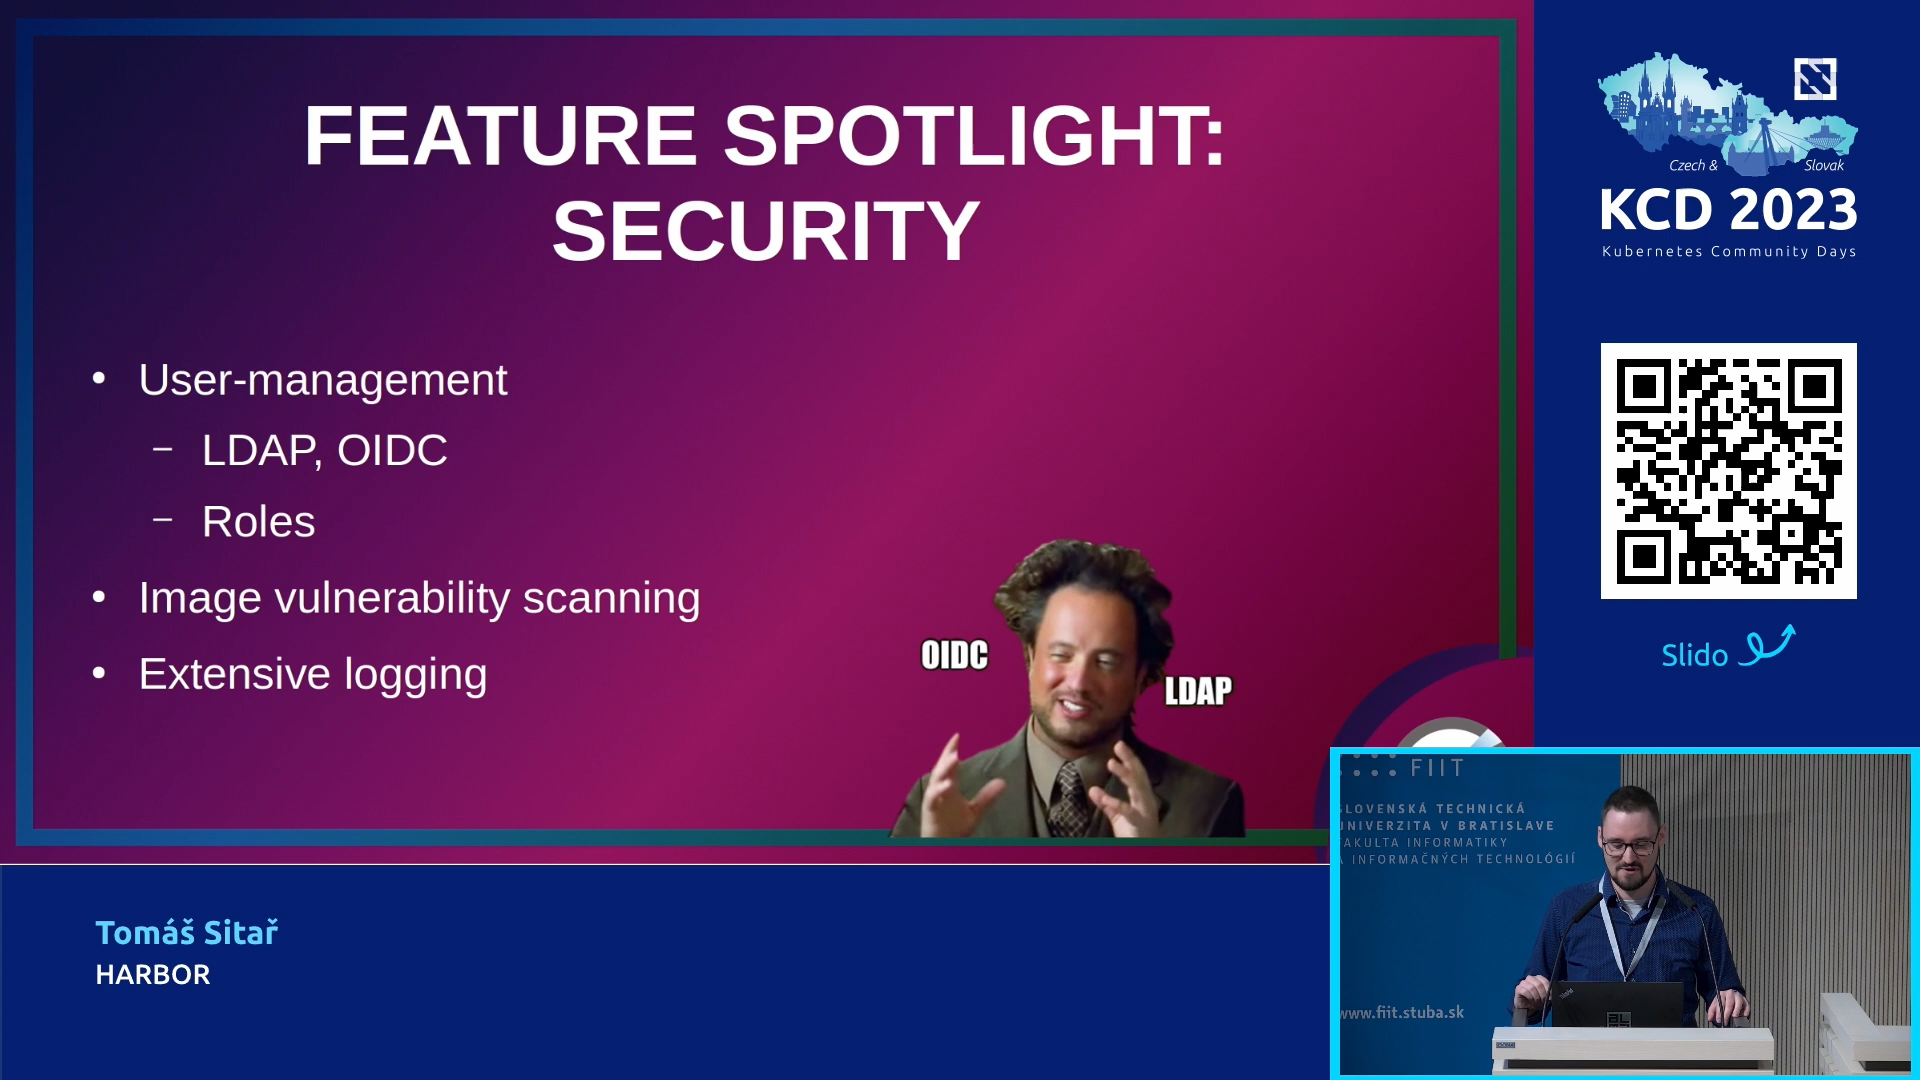 FEATURE SPOTLIGHT:
SECURITY
• User-management
– LDAP, OIDC
– Roles
• Image vulnerability scanning
• Extensive logging
OIDC
LDAP
Czech & Slovak
KCD 2023
Kubernetes Community Days
Slido
FIIT
SLOVENSKÁ TECHNICKÁ
UNIVERZITA V BRATISLAVE
FAKULTA INFORMATIKY
A INFORMAČNÝCH TECHNOLÓGIÍ
www.fiit.stuba.sk
Tomáš Sitař
HARBOR